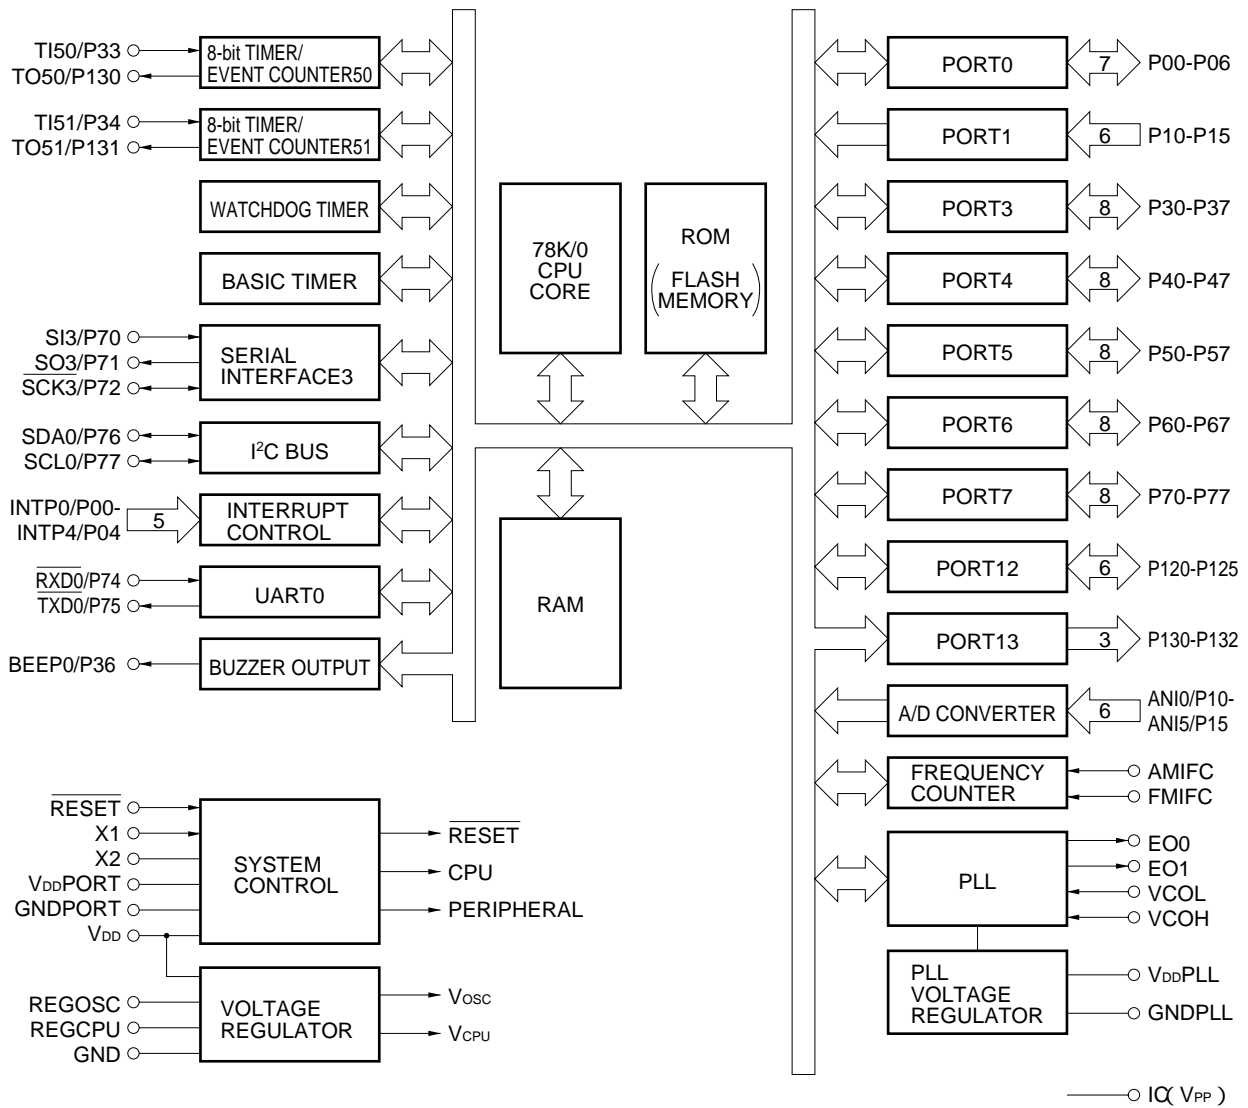 TI50/P33
TO50/P130
8-bit TIMER/
EVENT COUNTER50
TI51/P34
TO51/P131
8-bit TIMER/
EVENT COUNTER51
WATCHDOG TIMER
BASIC TIMER
SI3/P70
SO3/P71
SCK3/P72
SERIAL
INTERFACE3
SDA0/P76
SCL0/P77
I²C BUS
INTP0/P00-
INTP4/P04
5
INTERRUPT
CONTROL
RXD0/P74
TXD0/P75
UART0
BEEP0/P36
BUZZER OUTPUT
78K/0
CPU
CORE
ROM
(FLASH
MEMORY)
RAM
PORT0
7
P00-P06
PORT1
6
P10-P15
PORT3
8
P30-P37
PORT4
8
P40-P47
PORT5
8
P50-P57
PORT6
8
P60-P67
PORT7
8
P70-P77
PORT12
6
P120-P125
PORT13
3
P130-P132
A/D CONVERTER
6
ANI0/P10-
ANI5/P15
FREQUENCY
COUNTER
AMIFC
FMIFC
PLL
EO0
EO1
VCOL
VCOH
PLL
VOLTAGE
REGULATOR
VDDPLL
GNDPLL
RESET
X1
X2
VDDPORT
GNDPORT
VDD
SYSTEM
CONTROL
RESET
CPU
PERIPHERAL
REGOSC
REGCPU
GND
VOLTAGE
REGULATOR
VOSC
VCPU
IC(VPP)